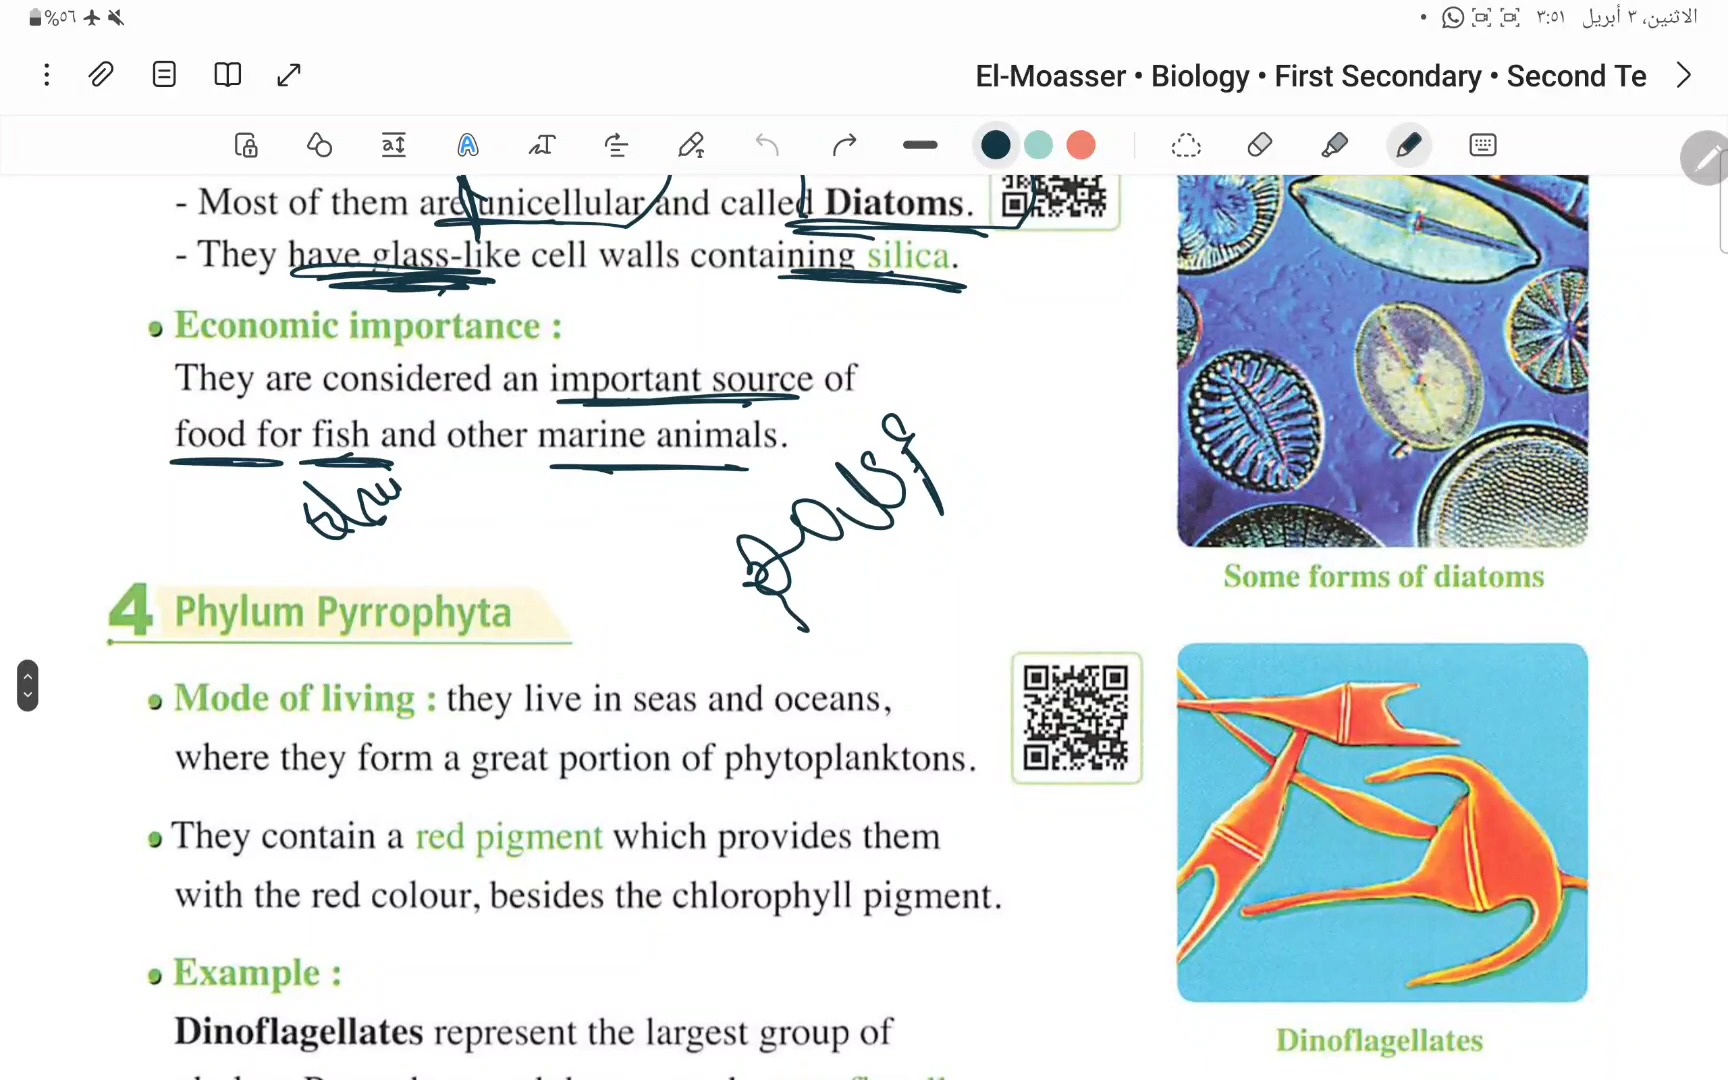 %٥٦
الاثنين، ٣ أبريل ٣:٥١
El-Moasser • Biology • First Secondary • Second Te
- Most of them are unicellular and called Diatoms.
- They have glass-like cell walls containing silica.
Economic importance :
They are considered an important source of
food for fish and other marine animals.
Some forms of diatoms
4 Phylum Pyrrophyta
Mode of living : they live in seas and oceans,
where they form a great portion of phytoplanktons.
They contain a red pigment which provides them
with the red colour, besides the chlorophyll pigment.
Example :
Dinoflagellates represent the largest group of
Dinoflagellates